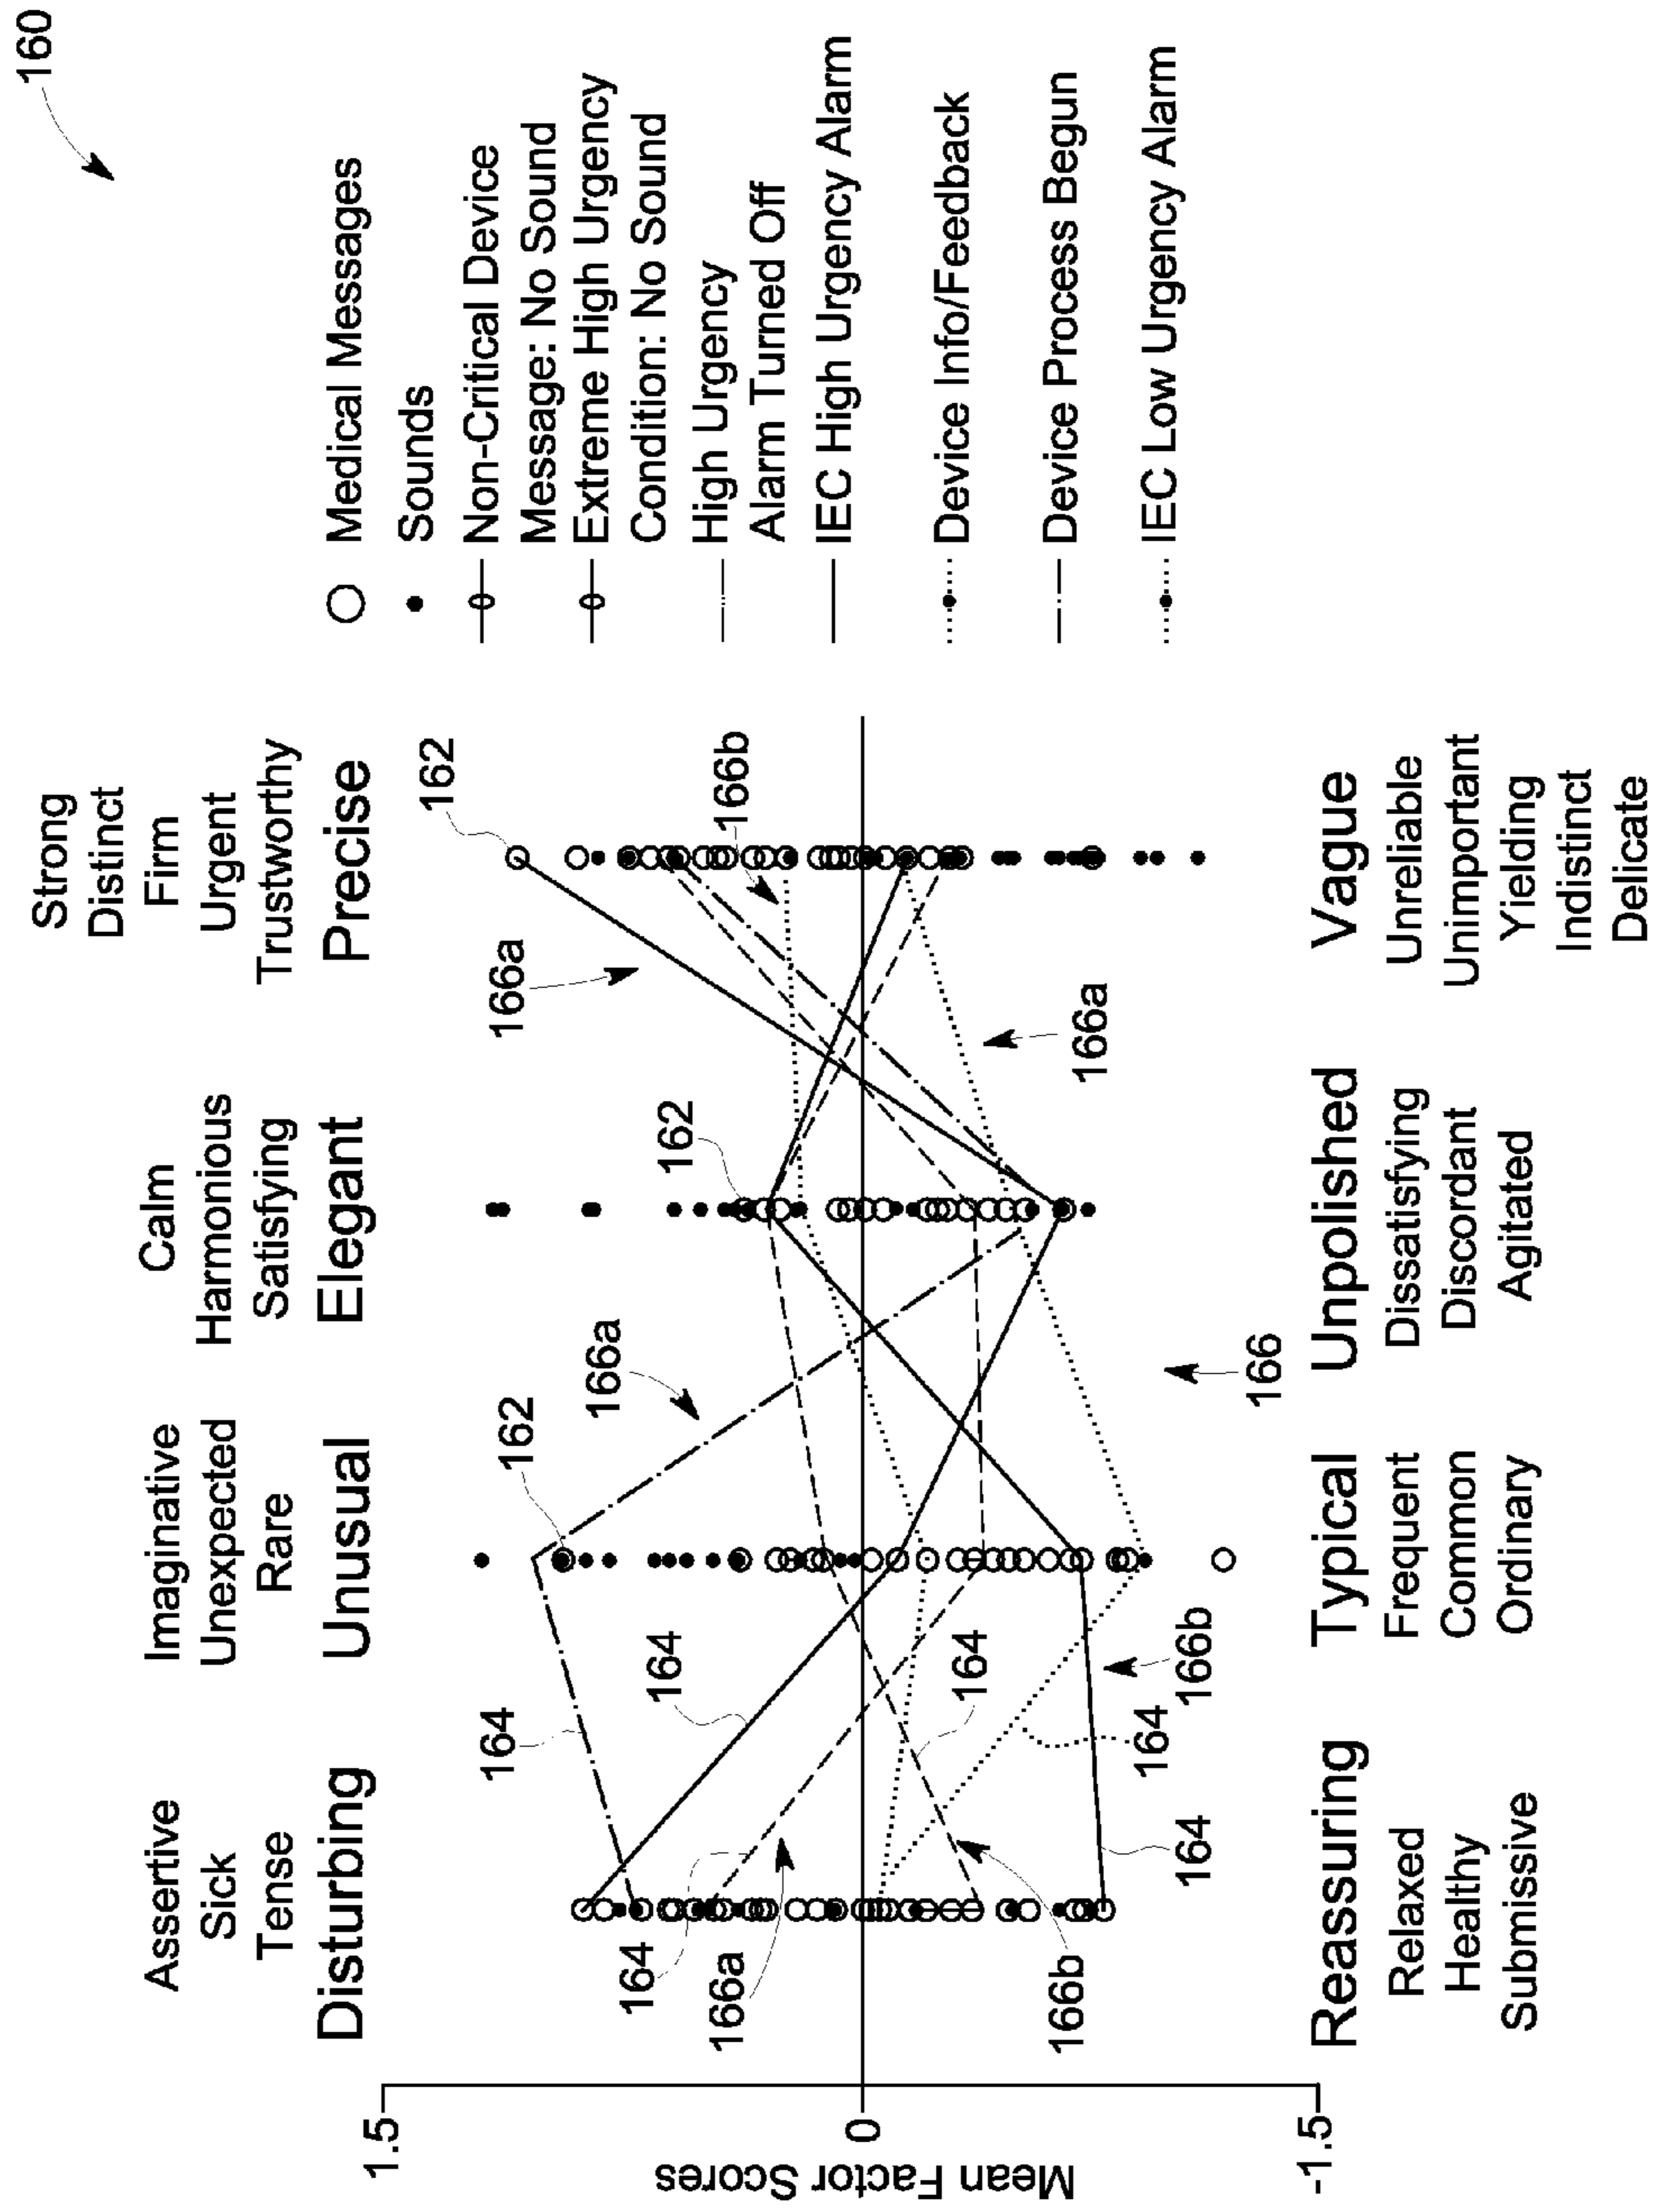 160
Assertive
Sick
Tense
Disturbing
Imaginative
Unexpected
Rare
Unusual
Calm
Harmonious
Satisfying
Elegant
Strong
Distinct
Firm
Urgent
Trustworthy
Precise
1.5
0
-1.5
Mean Factor Scores
164
166a
166b
164
164
164
164
164
166b
162
166a
162
166a
162
166b
166a
166
Reassuring
Relaxed
Healthy
Submissive
Typical
Frequent
Common
Ordinary
Unpolished
Dissatisfying
Discordant
Agitated
Vague
Unreliable
Unimportant
Yielding
Indistinct
Delicate
Medical Messages
Sounds
Non-Critical Device
Message: No Sound
Extreme High Urgency
Condition: No Sound
High Urgency
Alarm Turned Off
IEC High Urgency Alarm
Device Info/Feedback
Device Process Begun
IEC Low Urgency Alarm